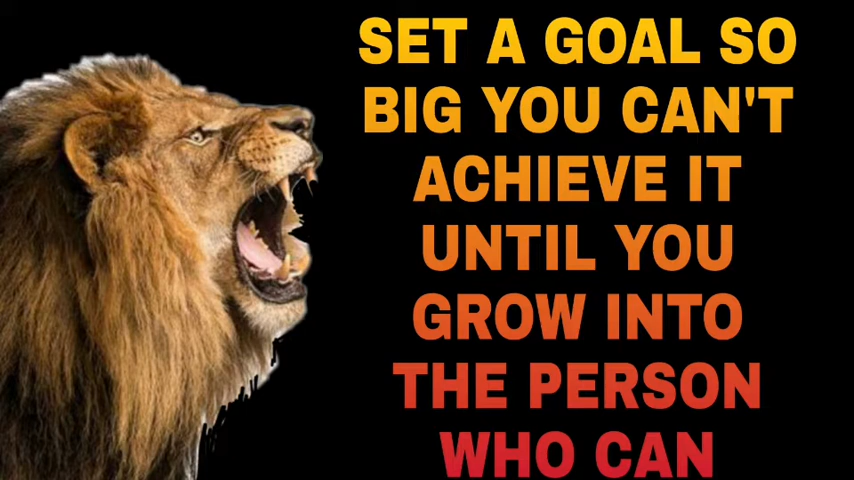 SET A GOAL SO
BIG YOU CAN'T
ACHIEVE IT
UNTIL YOU
GROW INTO
THE PERSON
WHO CAN